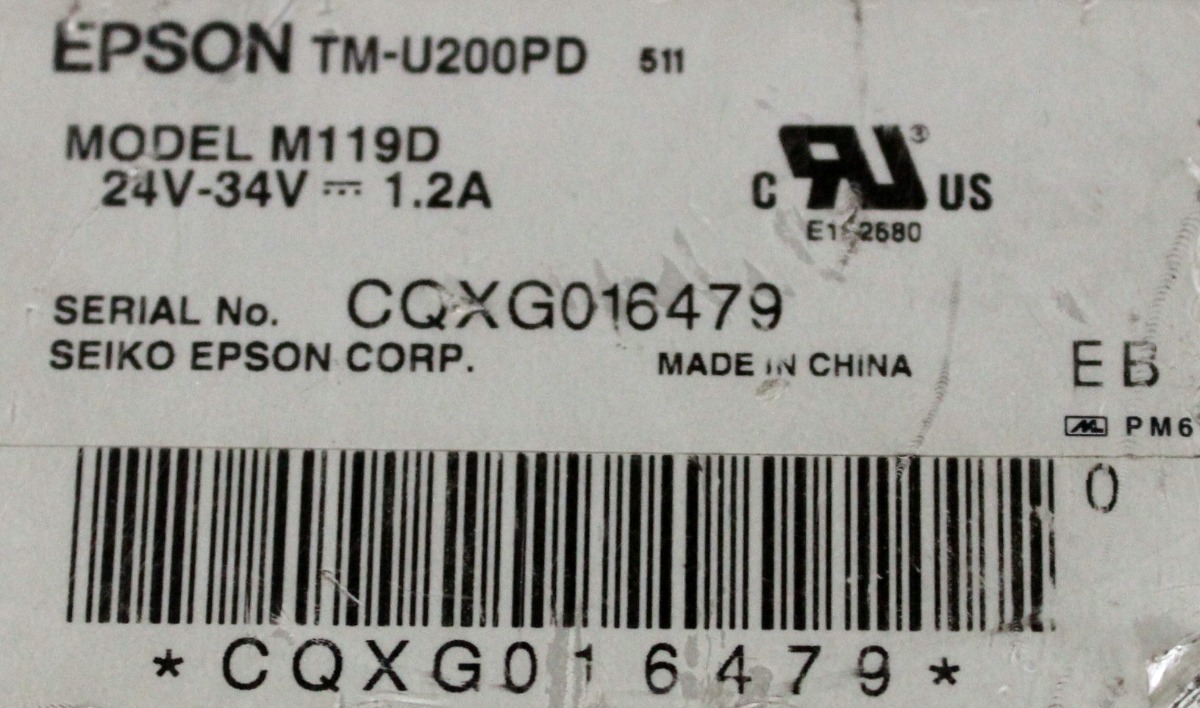 EPSON TM-U200PD 511
MODEL M119D
24V-34V ⎓ 1.2A
C RU® US
SERIAL No. CQXG016479
SEIKO EPSON CORP. MADE IN CHINA
E B
PM6
0
*CQXG016479*